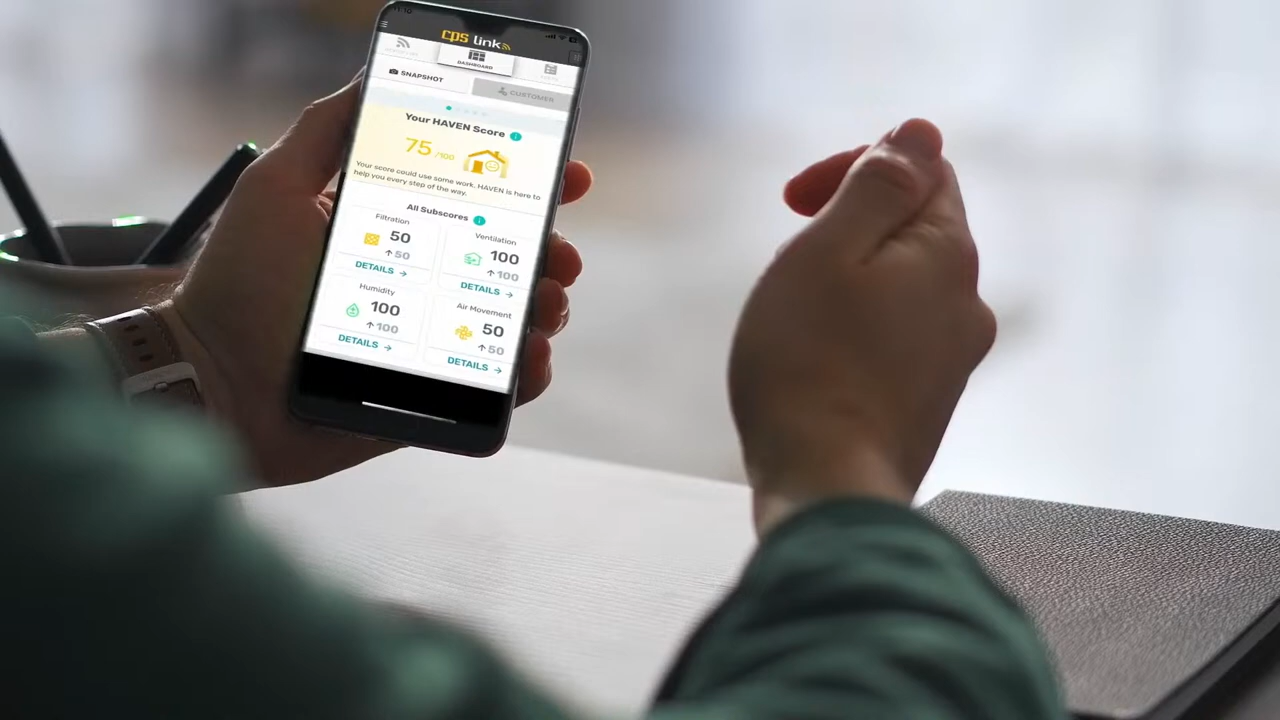 cps link
DASHBOARD
SNAPSHOT
CUSTOMER
Your HAVEN Score i
75 /100
Your score could use some work. HAVEN is here to
help you every step of the way.
All Subscores i
Filtration
50
↑50
DETAILS →
Ventilation
100
↑100
DETAILS →
Humidity
100
↑100
DETAILS →
Air Movement
50
↑50
DETAILS →